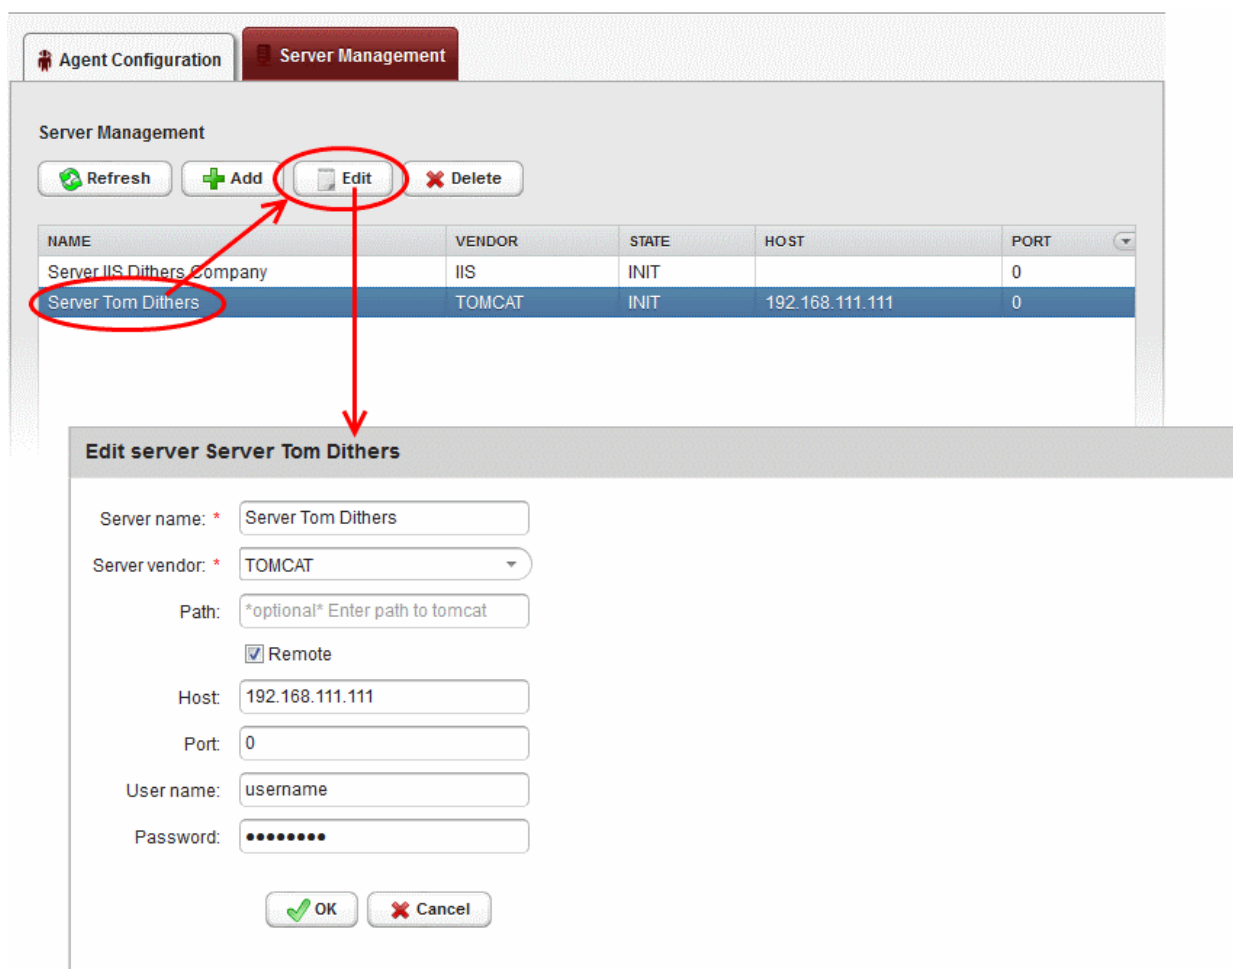 Agent Configuration
Server Management
Server Management
Refresh Add Edit Delete
NAME VENDOR STATE HOST PORT
Server IIS Dithers Company IIS INIT 0
Server Tom Dithers TOMCAT INIT 192.168.111.111 0
Edit server Server Tom Dithers
Server name: * Server Tom Dithers
Server vendor: * TOMCAT
Path: *optional* Enter path to tomcat
Remote
Host: 192.168.111.111
Port: 0
User name: username
Password: ••••••••
OK Cancel